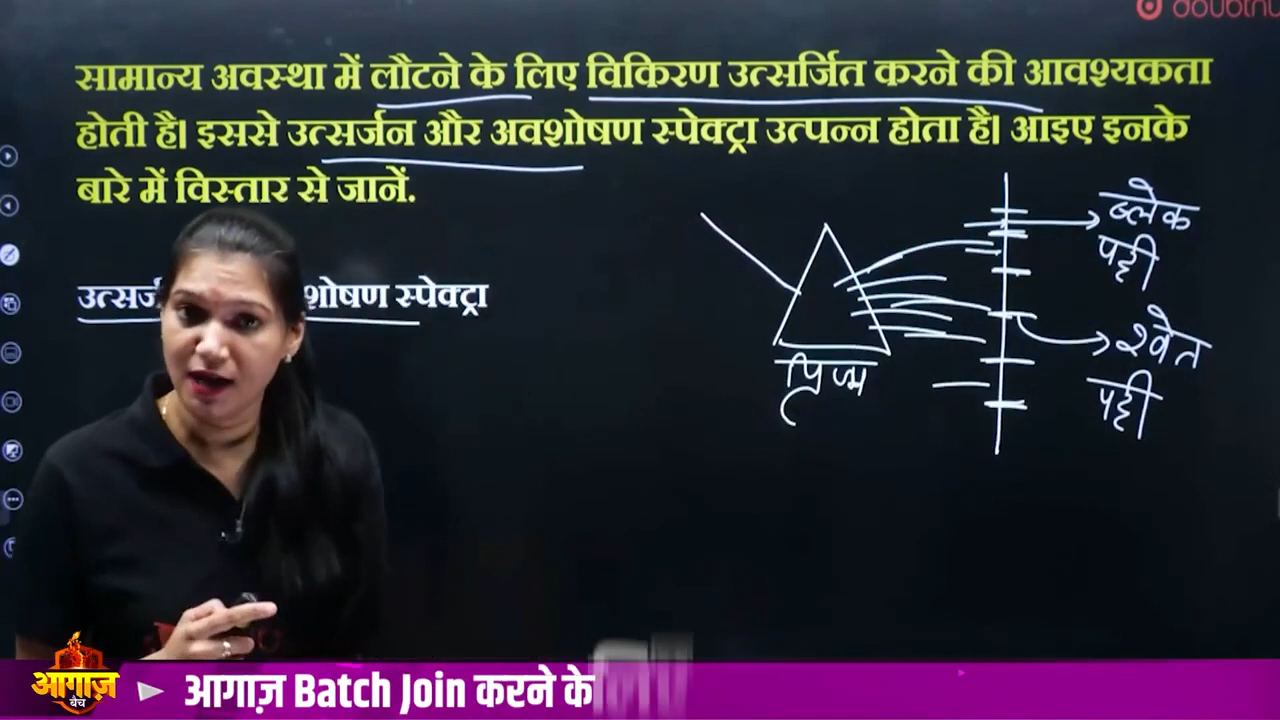 doubtnu
सामान्य अवस्था में लौटने के लिए विकिरण उत्सर्जित करने की आवश्यकता
होती है। इससे उत्सर्जन और अवशोषण स्पेक्ट्रा उत्पन्न होता है। आइए इनके
बारे में विस्तार से जानें.
ब्लेक
पट्टी
शोषण स्पेक्ट्रा
श्वेत
पट्टी
प्रिज्म
आगाज़
बैच
आगाज़ Batch Join करने के